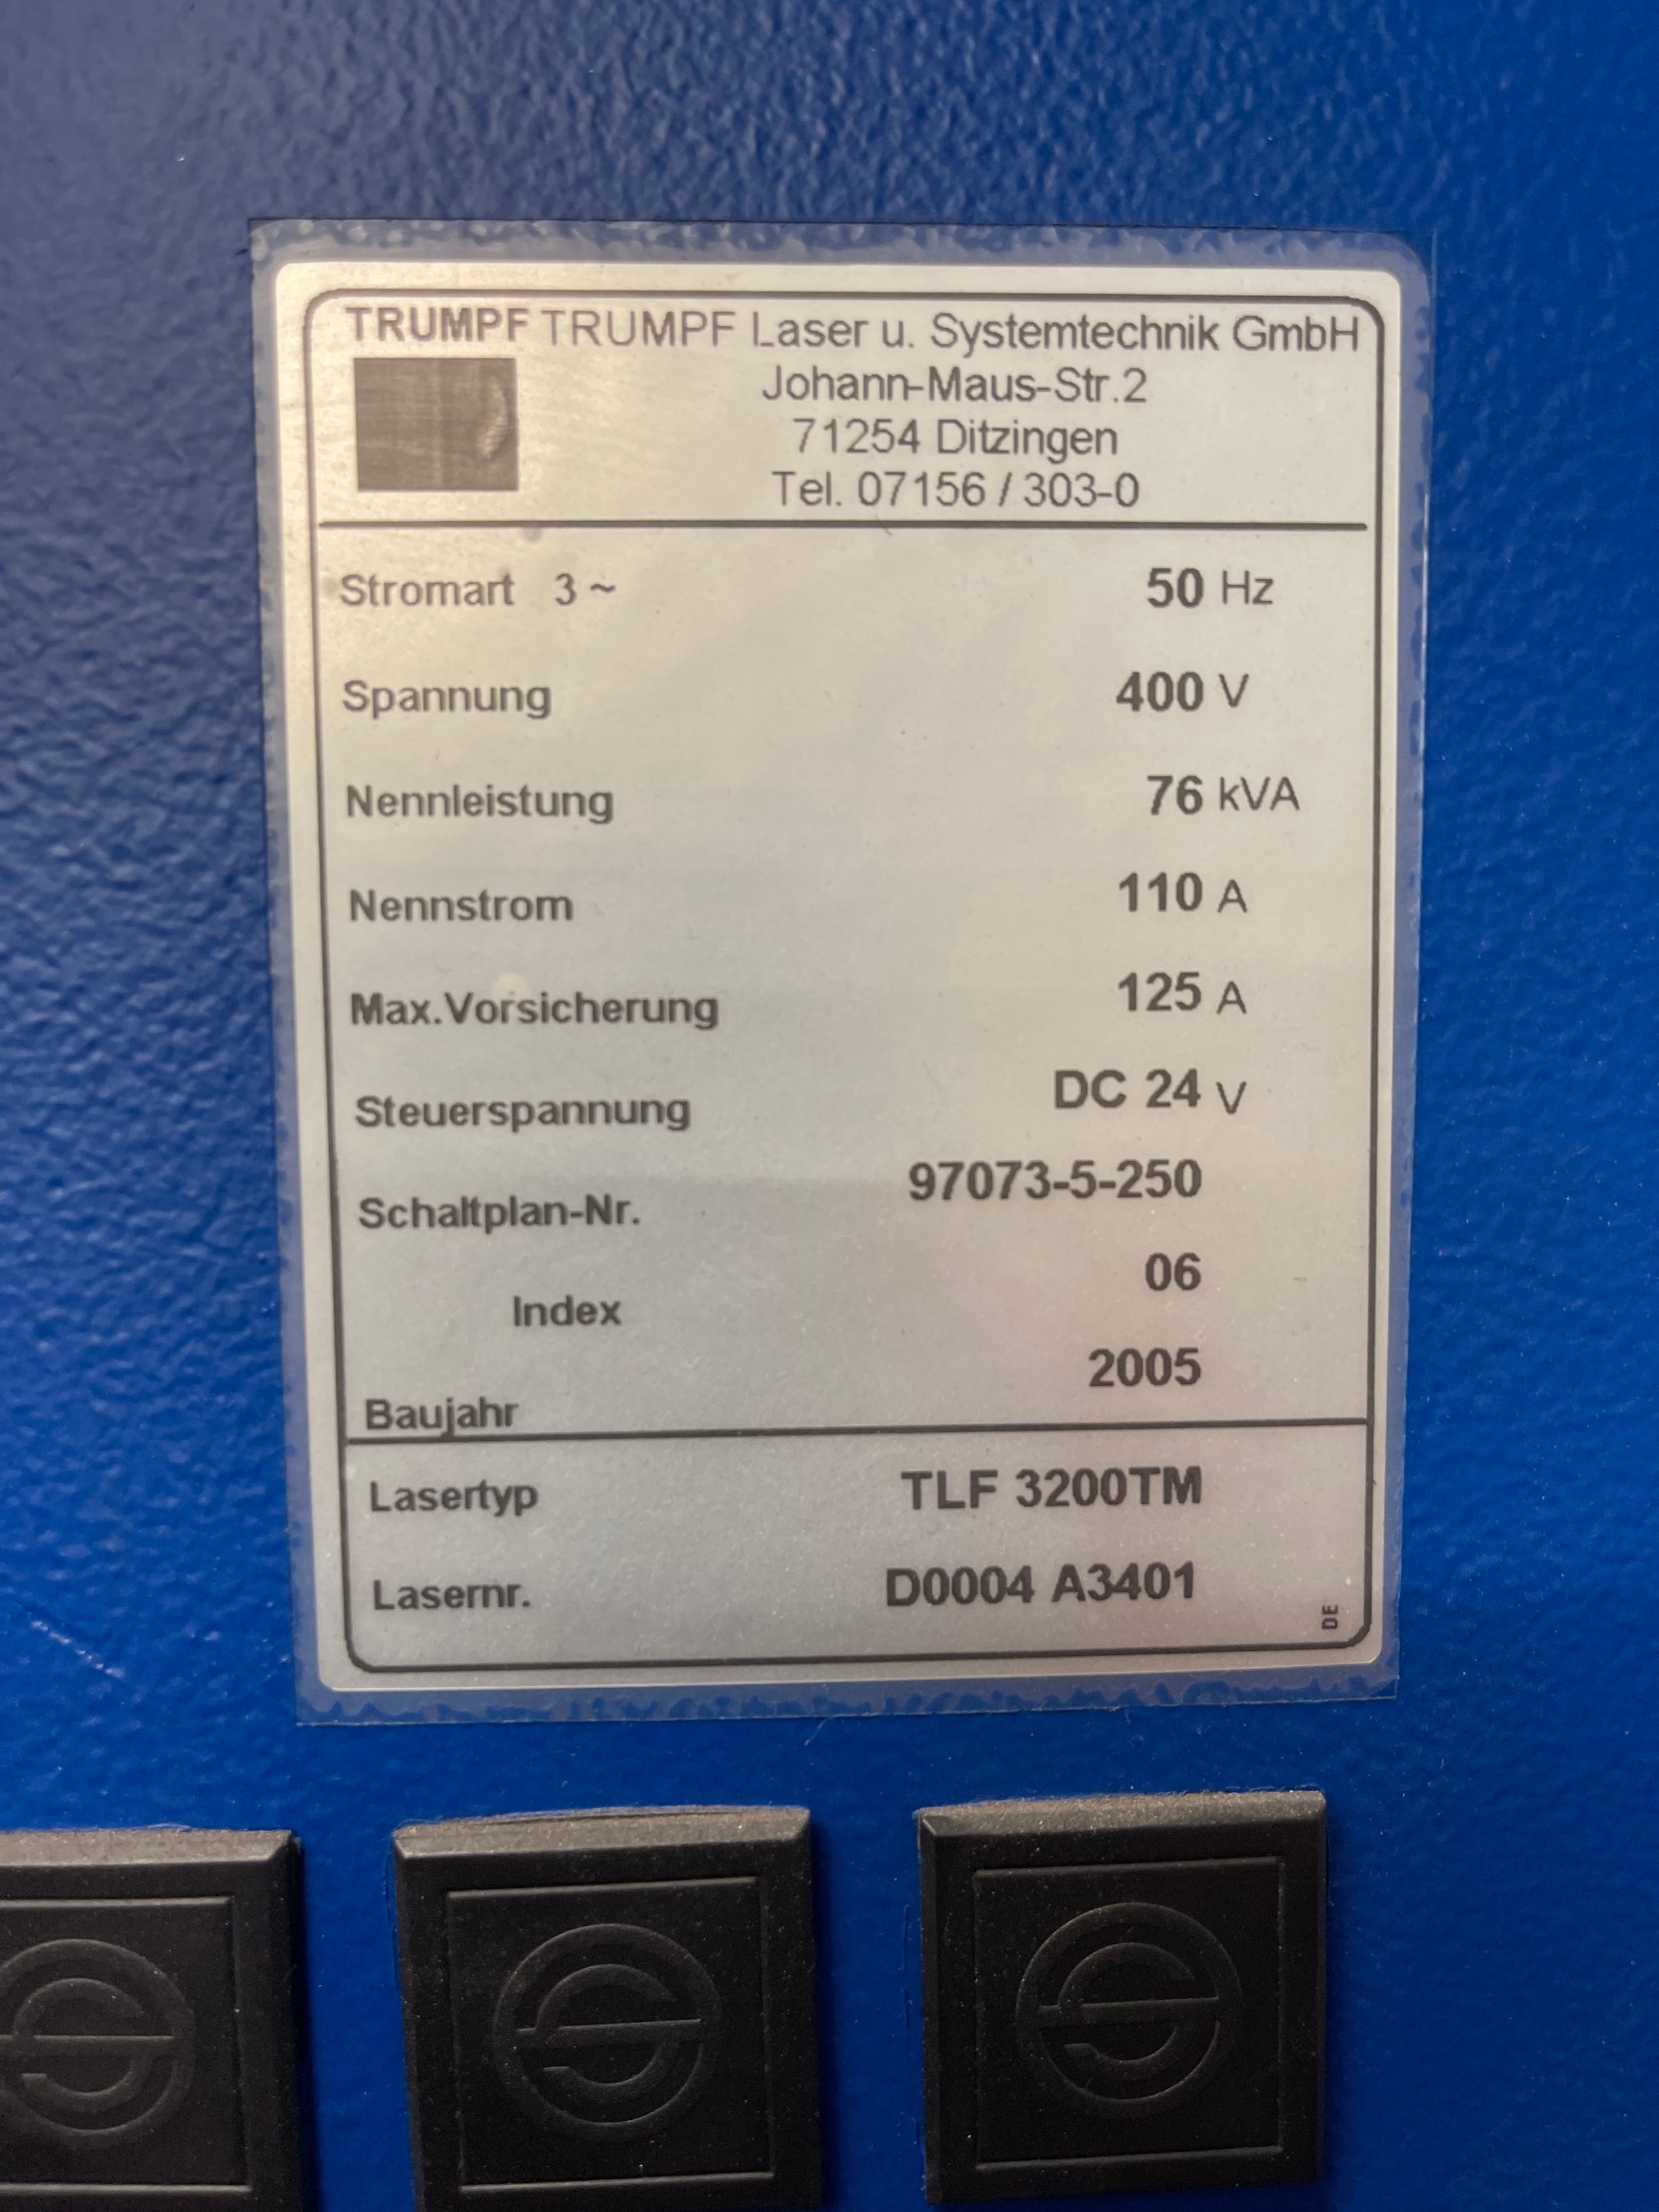 TRUMPF TRUMPF Laser u. Systemtechnik GmbH
Johann-Maus-Str.2
71254 Ditzingen
Tel. 07156 / 303-0
Stromart 3 ~ 50 Hz
Spannung 400 V
Nennleistung 76 kVA
Nennstrom 110 A
Max.Vorsicherung 125 A
Steuerspannung DC 24 V
Schaltplan-Nr. 97073-5-250
Index 06
Baujahr 2005
Lasertyp TLF 3200TM
Lasernr. D0004 A3401
DE